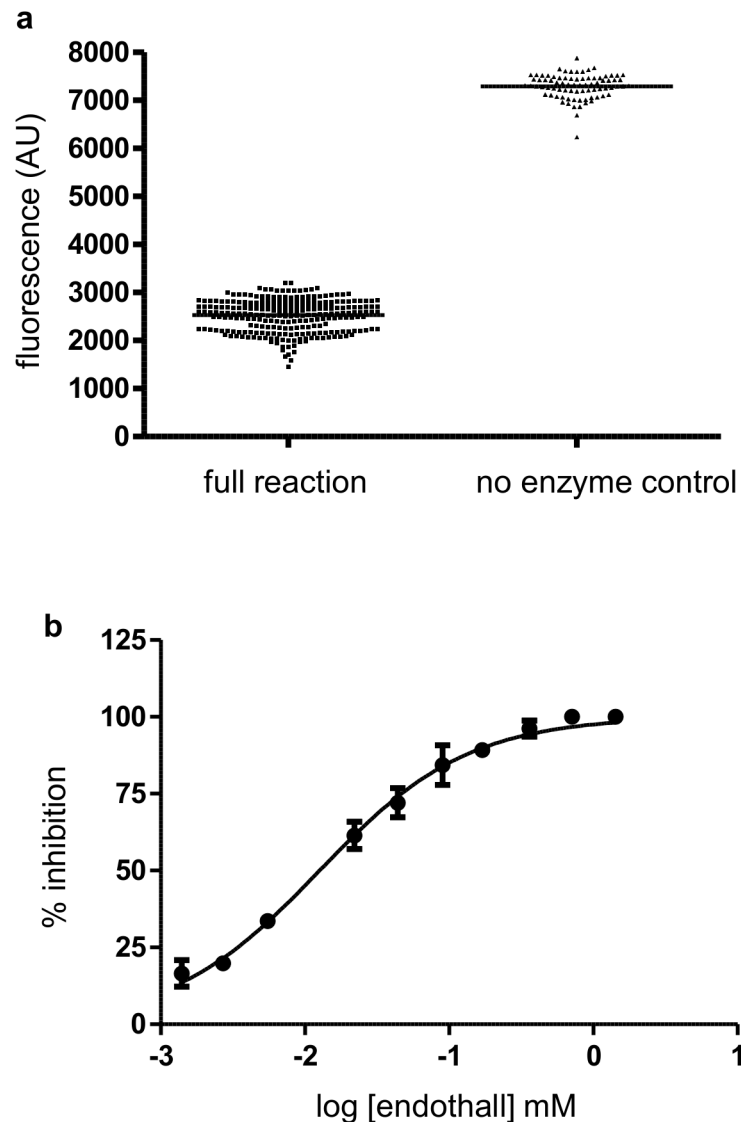 a
fluorescence (AU)
8000
7000
6000
5000
4000
3000
2000
1000
0
full reaction
no enzyme control
b
% inhibition
125
100
75
50
25
0
-3
-2
-1
0
1
log [endothall] mM